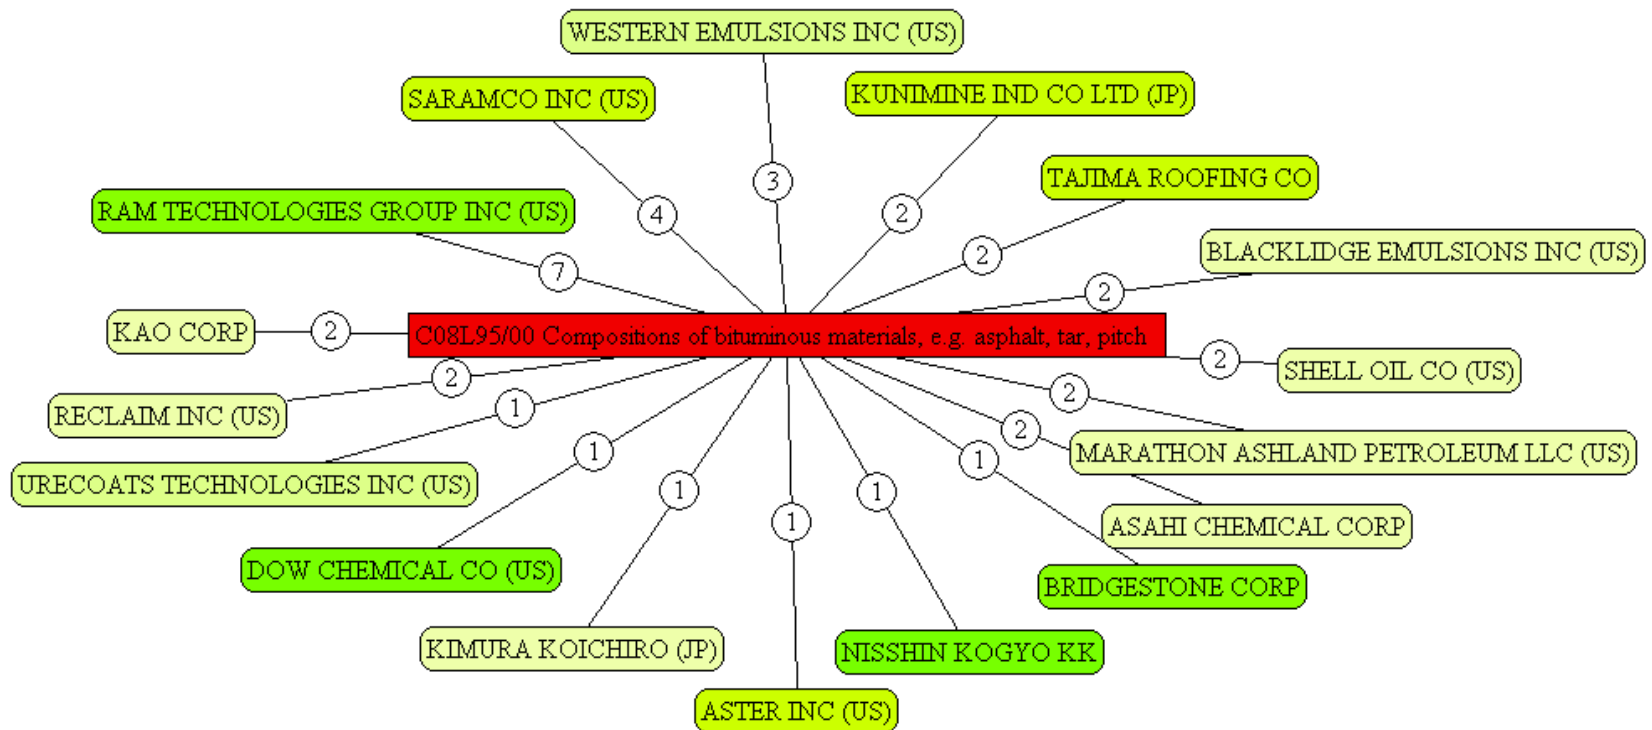 WESTERN EMULSIONS INC (US)
SARAMCO INC (US)
KUNIMINE IND CO LTD (JP)
3
TAJIMA ROOFING CO
RAM TECHNOLOGIES GROUP INC (US)
4
2
BLACKLIDGE EMULSIONS INC (US)
7
2
2
KAO CORP
2
C08L95/00 Compositions of bituminous materials, e.g. asphalt, tar, pitch
2
SHELL OIL CO (US)
2
RECLAIM INC (US)
1
2
2
MARATHON ASHLAND PETROLEUM LLC (US)
URECOATS TECHNOLOGIES INC (US)
1
1
1
1
1
ASAHI CHEMICAL CORP
DOW CHEMICAL CO (US)
BRIDGESTONE CORP
KIMURA KOICHIRO (JP)
NISSHIN KOGYO KK
ASTER INC (US)